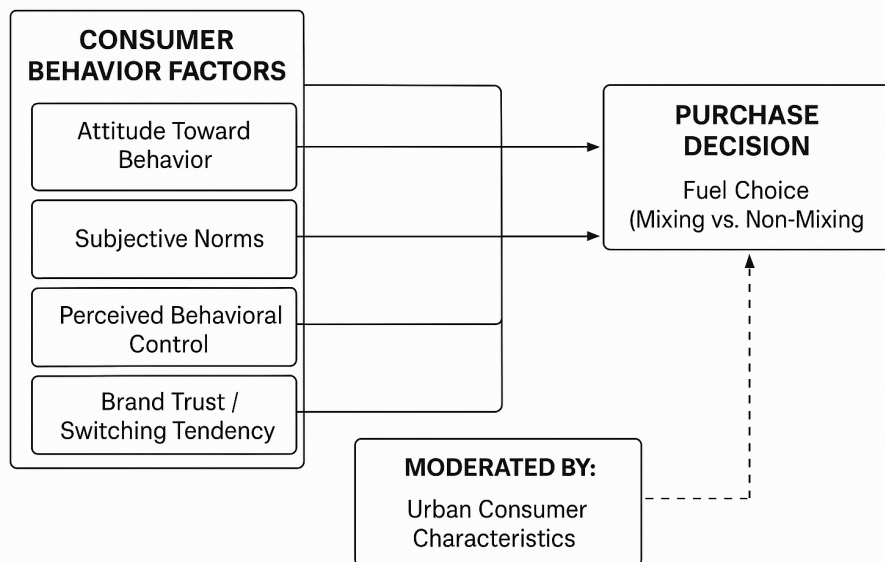 CONSUMER
BEHAVIOR FACTORS
Attitude Toward
Behavior
Subjective Norms
Perceived Behavioral
Control
Brand Trust /
Switching Tendency
PURCHASE
DECISION
Fuel Choice
(Mixing vs. Non-Mixing
MODERATED BY:
Urban Consumer
Characteristics